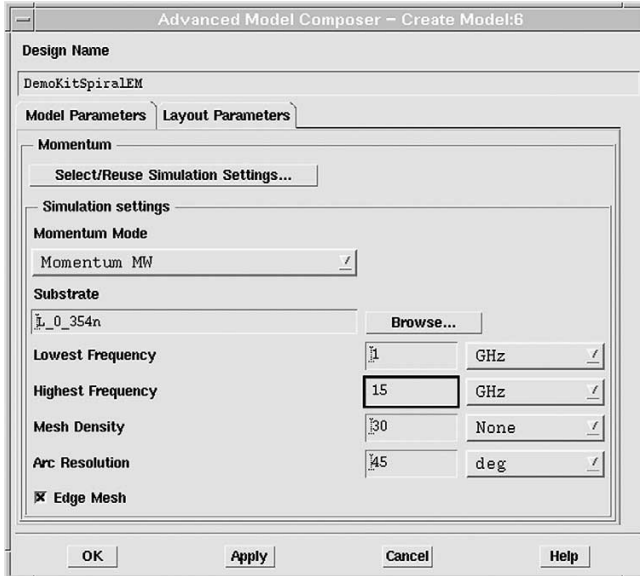 Advanced Model Composer – Create Model:6
Design Name
DemoKitSpiralEM
Model Parameters Layout Parameters
Momentum
Select/Reuse Simulation Settings...
Simulation settings
Momentum Mode
Momentum MW
Substrate
L_0_354n Browse...
Lowest Frequency 1 GHz
Highest Frequency 15 GHz
Mesh Density 30 None
Arc Resolution 45 deg
Edge Mesh
OK Apply Cancel Help